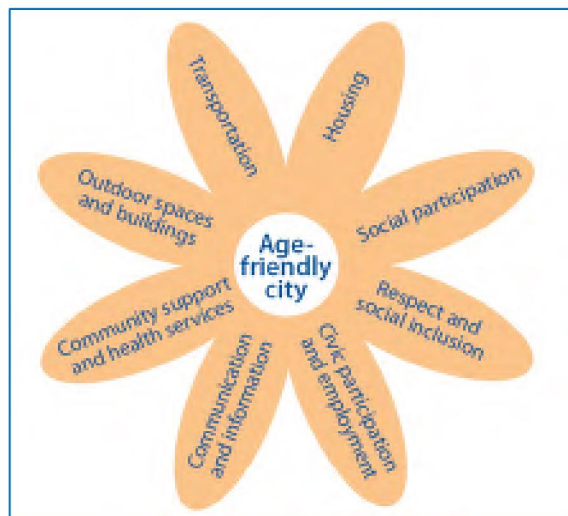 Age-
friendly
city
Transportation
Housing
Social participation
Respect and
social inclusion
Civic participation
and employment
Communication
and information
Community support
and health services
Outdoor spaces
and buildings